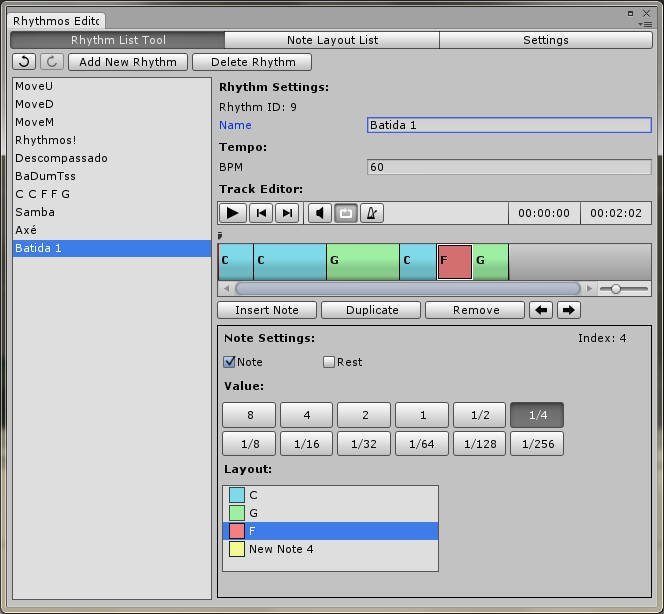 Rhythmos Editc
Rhythm List Tool
Note Layout List
Settings
Add New Rhythm
Delete Rhythm
MoveU
MoveD
MoveM
Rhythmos!
Descompassado
BaDumTss
C C F F G
Samba
Axé
Batida 1
Rhythm Settings:
Rhythm ID: 9
Name
Batida 1
Tempo:
BPM
60
Track Editor:
00:00:00
00:02:02
C
C
G
C
F
G
Insert Note
Duplicate
Remove
Note Settings:
Index: 4
Note
Rest
Value:
8
4
2
1
1/2
1/4
1/8
1/16
1/32
1/64
1/128
1/256
Layout:
C
G
F
New Note 4